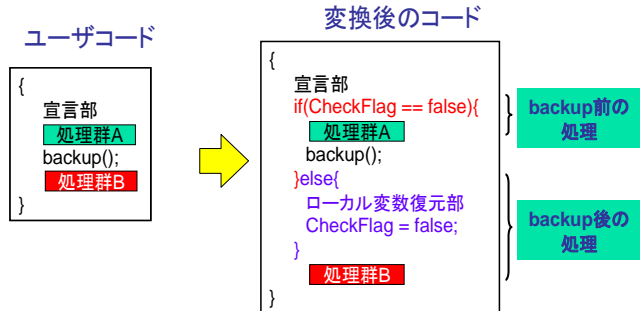 ユーザコード
{
宣言部
処理群A
backup();
処理群B
}
変換後のコード
{
宣言部
if(CheckFlag == false){
処理群A
backup();
}else{
ローカル変数復元部
CheckFlag = false;
}
処理群B
}
backup前の
処理
backup後の
処理